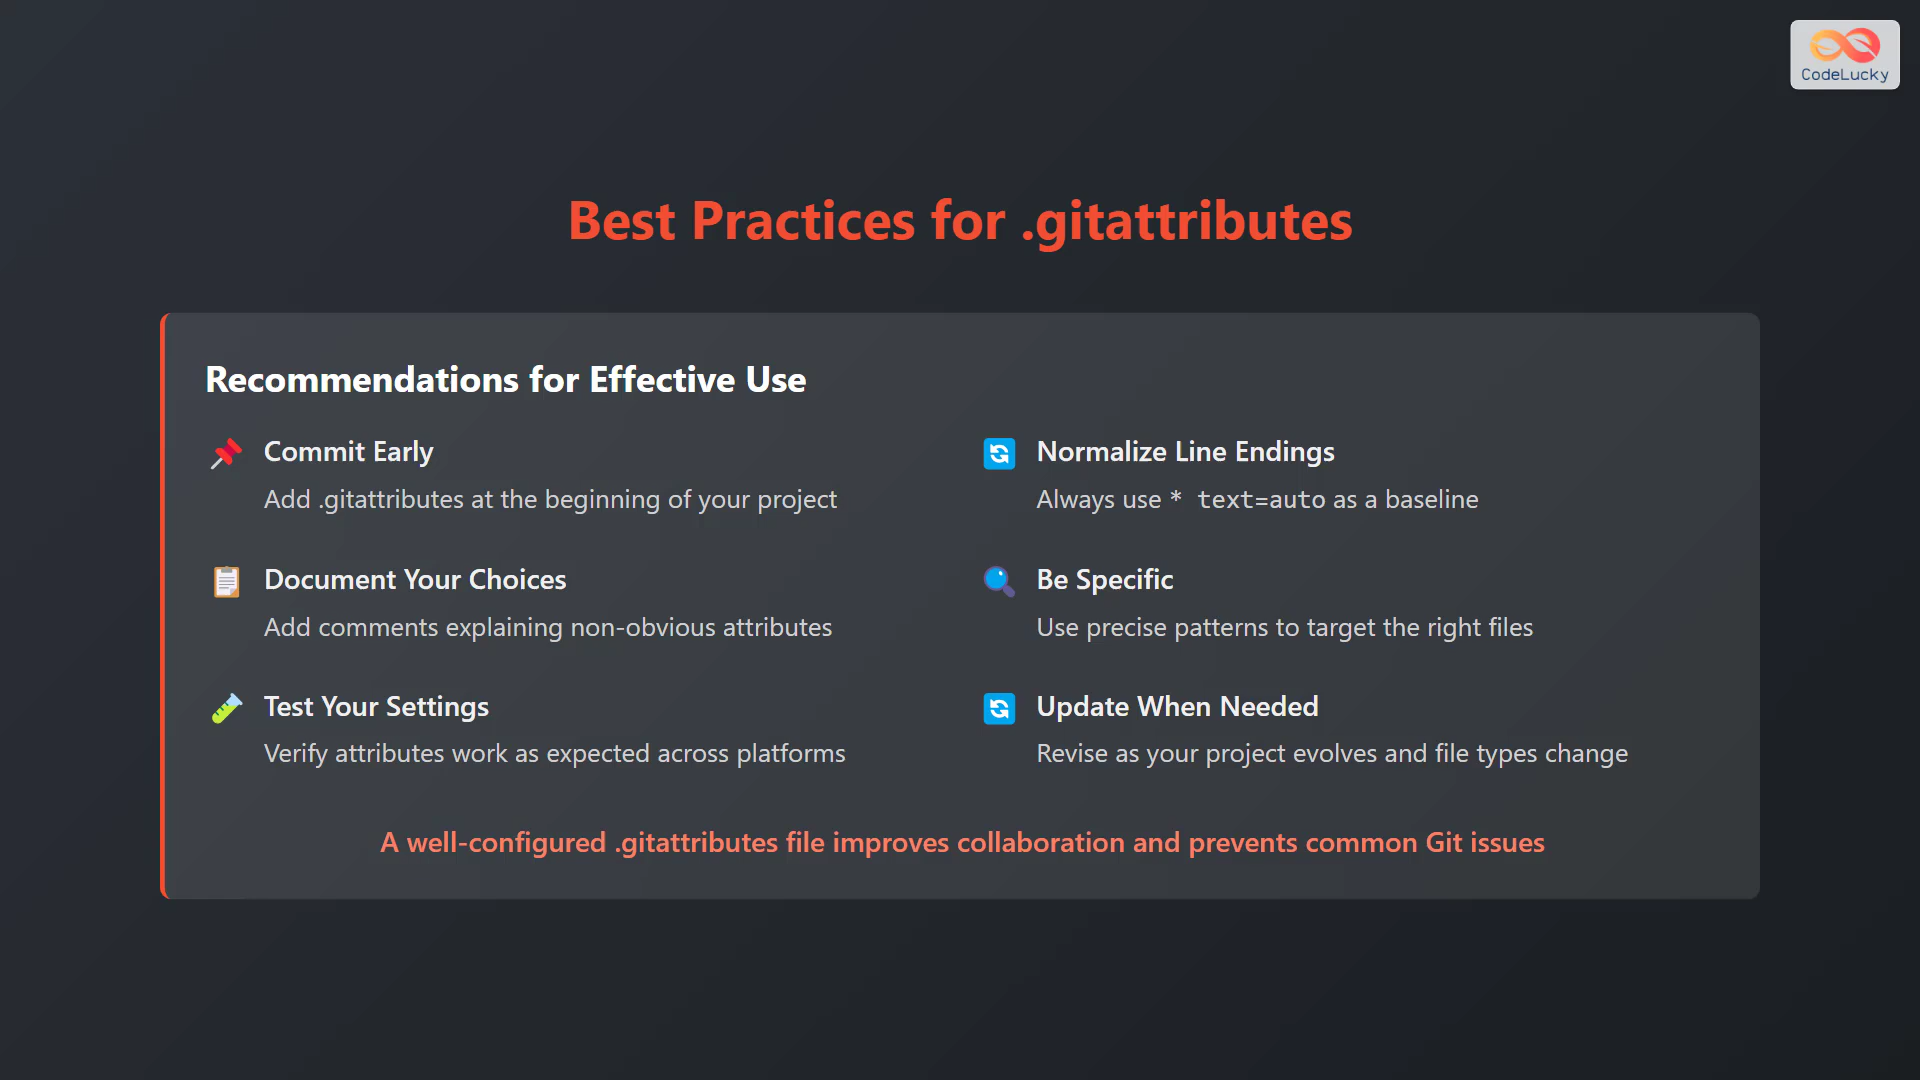 CodeLucky
Best Practices for .gitattributes
Recommendations for Effective Use
Commit Early
Add .gitattributes at the beginning of your project
Normalize Line Endings
Always use * text=auto as a baseline
Document Your Choices
Add comments explaining non-obvious attributes
Be Specific
Use precise patterns to target the right files
Test Your Settings
Verify attributes work as expected across platforms
Update When Needed
Revise as your project evolves and file types change
A well-configured .gitattributes file improves collaboration and prevents common Git issues